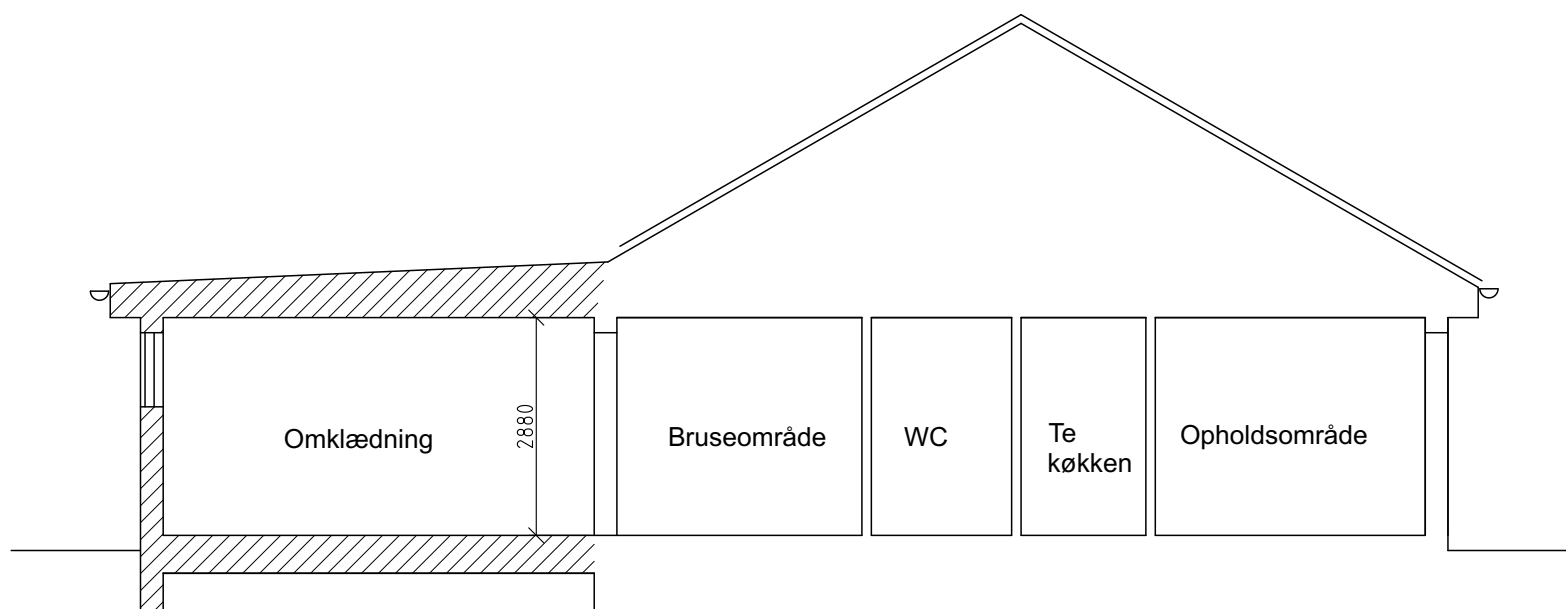 Omklædning
2880
Bruseområde
WC
Te
køkken
Opholdsområde